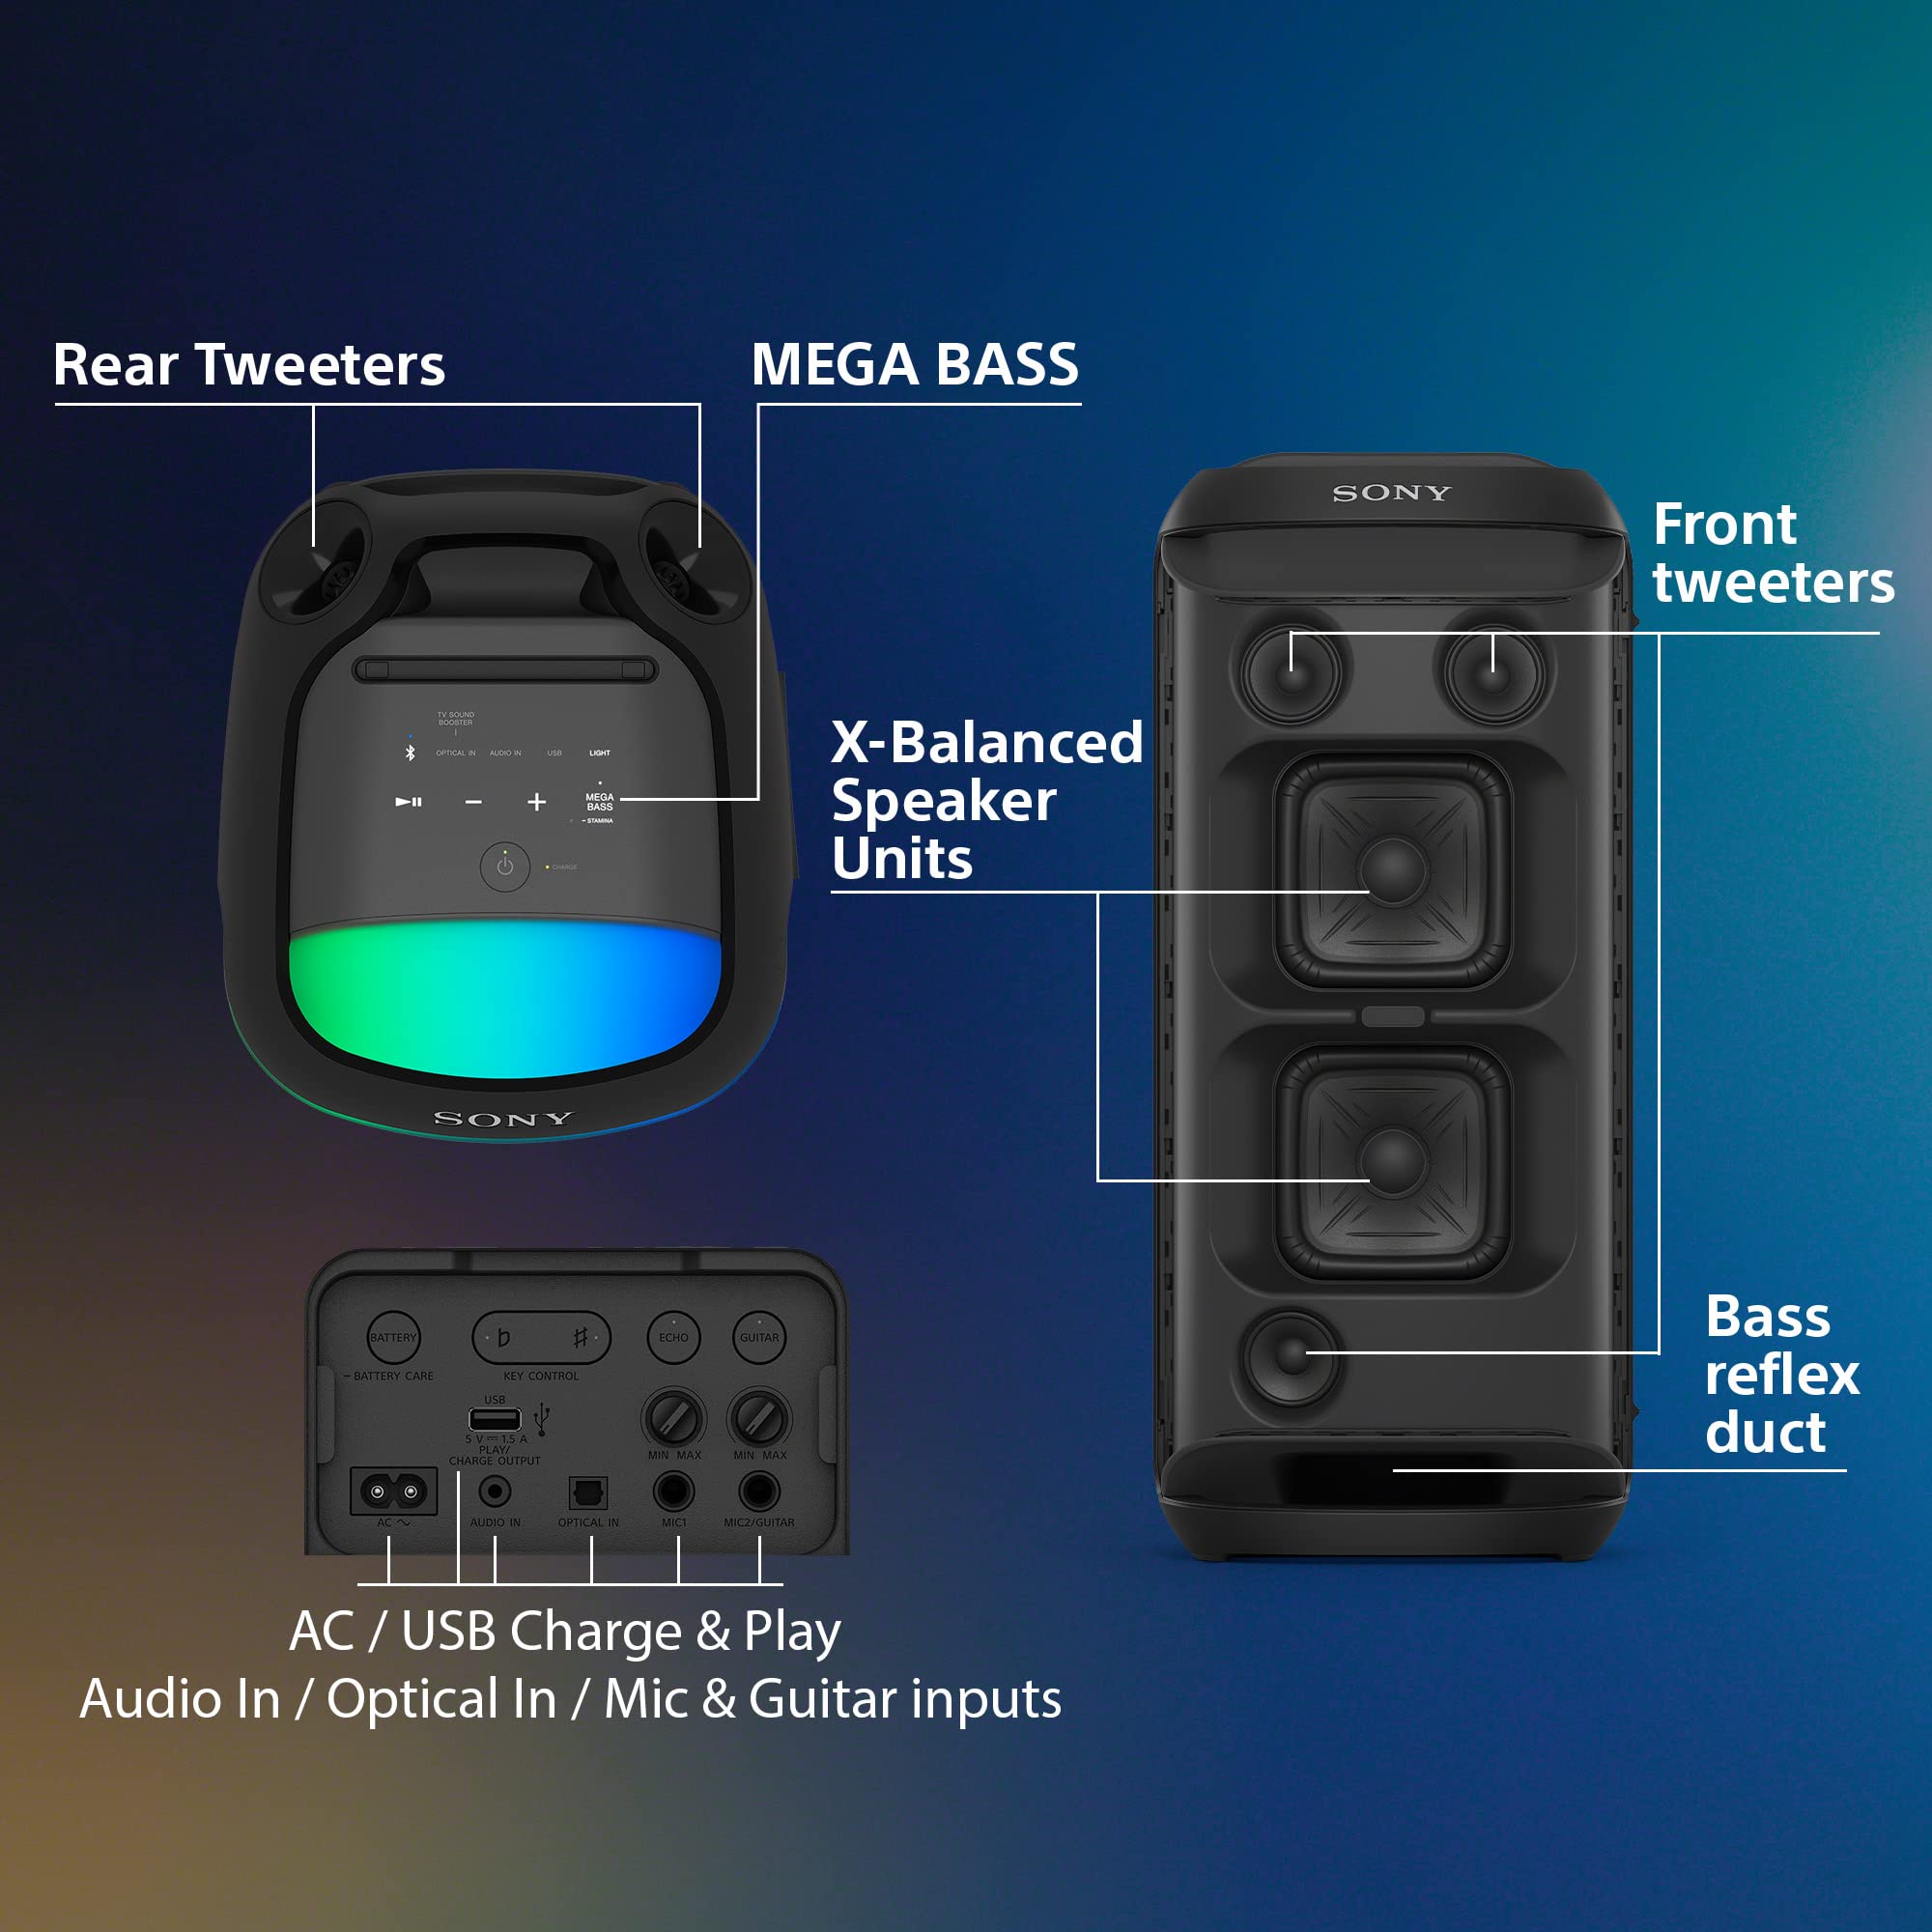 Rear Tweeters
MEGA BASS
SONY
Front
tweeters
TV SOUND
BOOSTER
OPTICAL IN AUDIO IN USB LIGHT
X-Balanced
Speaker
Units
MEGA
BASS
- STAMINA
CHARGE
SONY
BATTERY
♭ ♯
ECHO
GUITAR
- BATTERY CARE
KEY CONTROL
USB
5 V ⎓ 1.5 A
PLAY/
CHARGE OUTPUT
MIN MAX
MIN MAX
AC ~
AUDIO IN
OPTICAL IN
MIC1
MIC2/GUITAR
Bass
reflex
duct
AC / USB Charge & Play
Audio In / Optical In / Mic & Guitar inputs